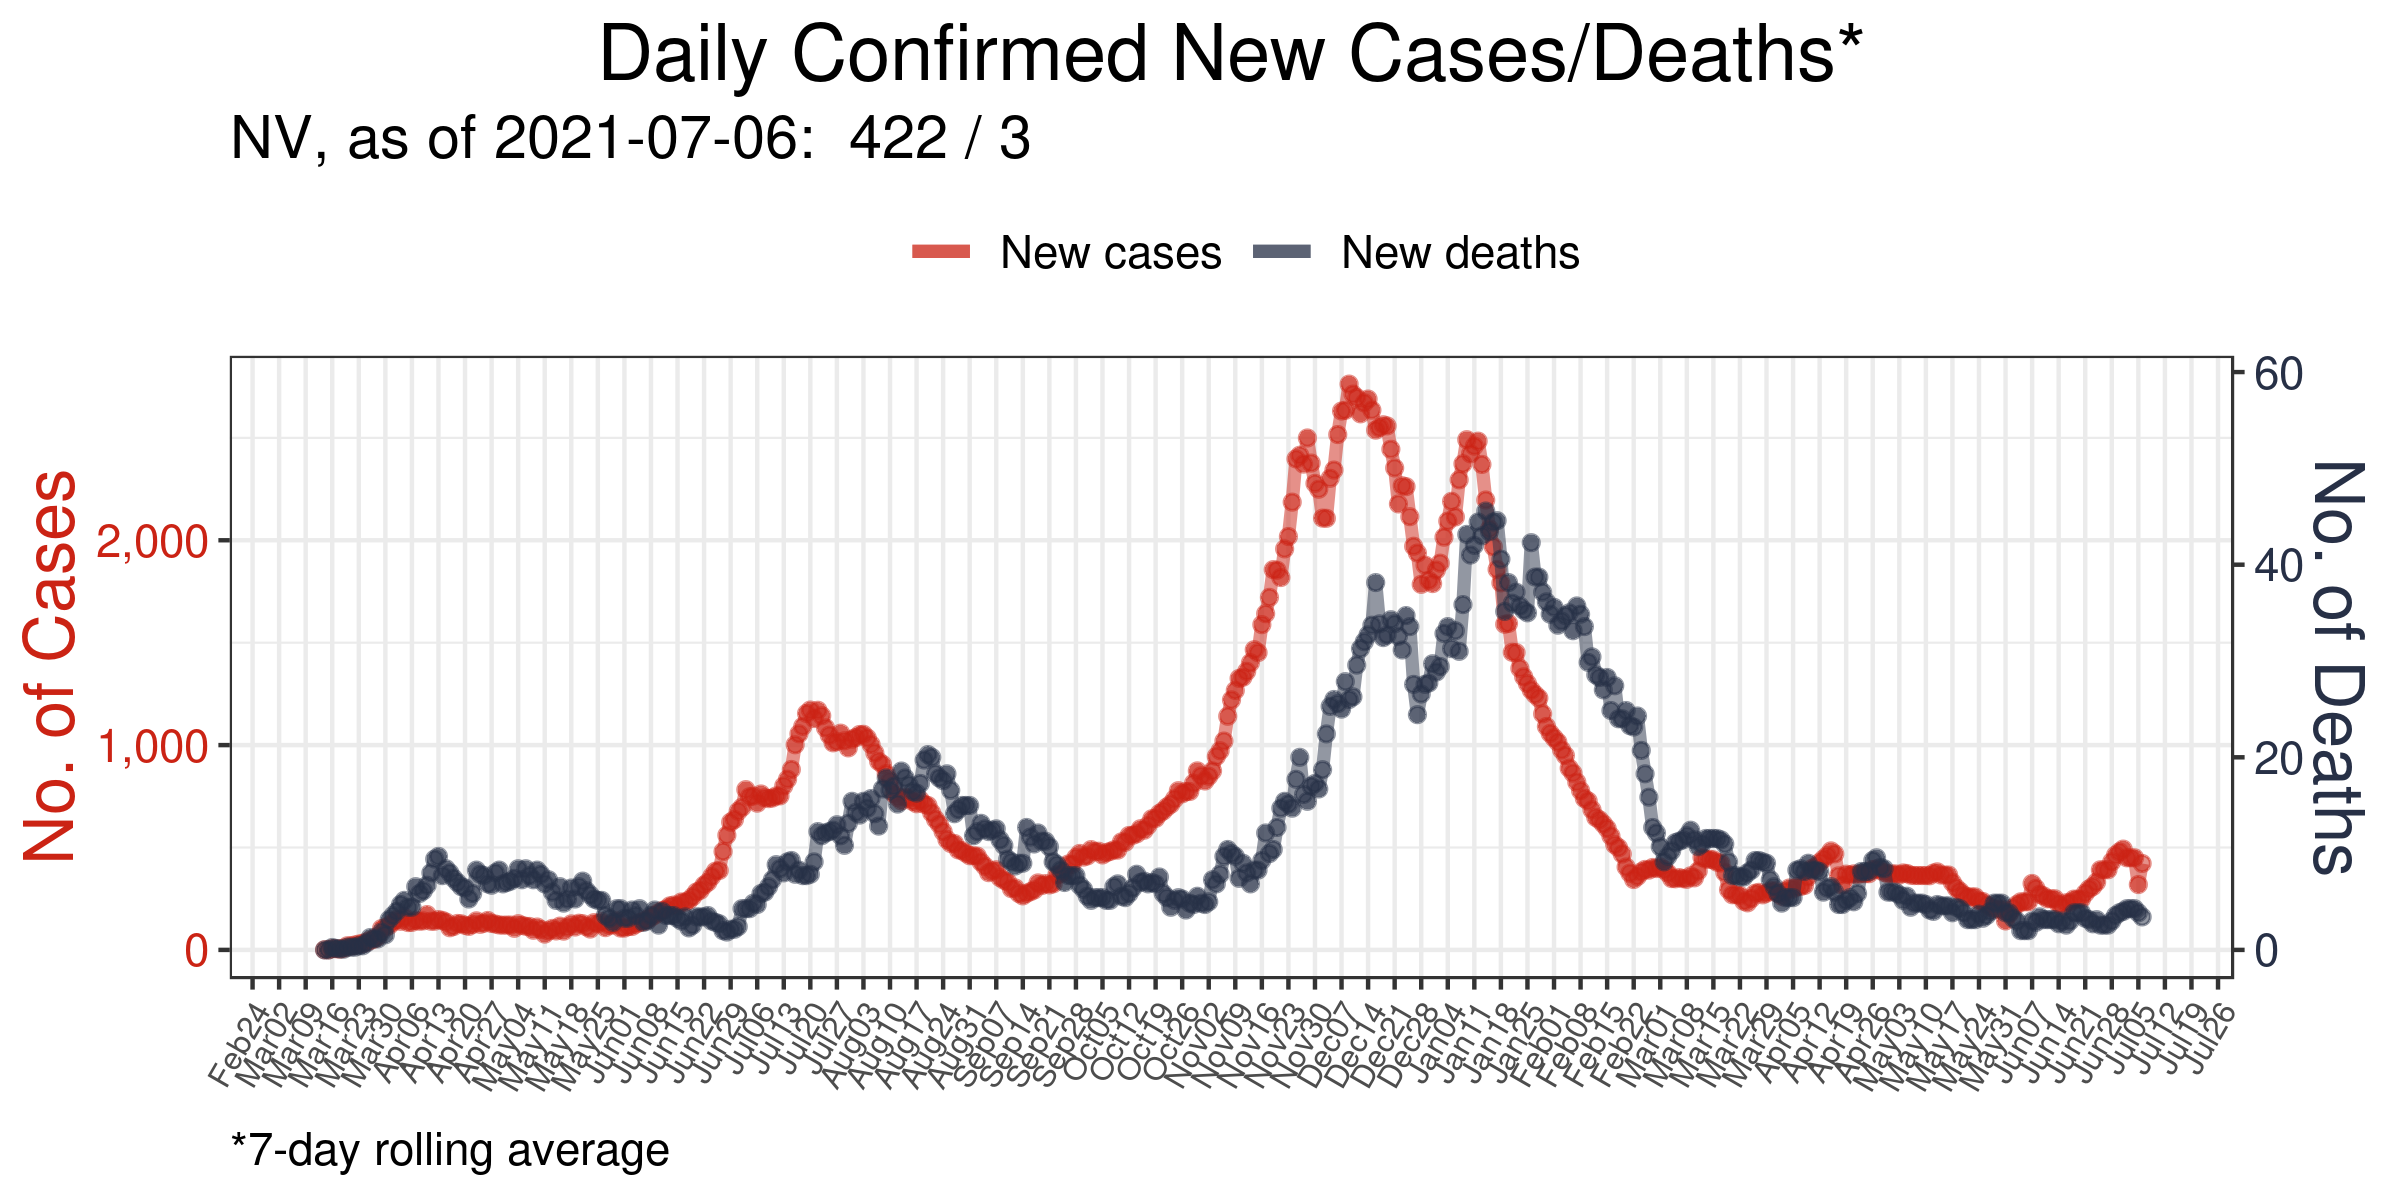 Daily Confirmed New Cases/Deaths*
NV, as of 2021-07-06:  422 / 3
New cases
New deaths
No. of Cases
2,000
1,000
0
60
40
20
0
No. of Deaths
Feb24
Mar02
Mar09
Mar16
Mar23
Mar30
Apr06
Apr13
Apr20
Apr27
May04
May11
May18
May25
Jun01
Jun08
Jun15
Jun22
Jun29
Jul06
Jul13
Jul20
Jul27
Aug03
Aug10
Aug17
Aug24
Aug31
Sep07
Sep14
Sep21
Sep28
Oct05
Oct12
Oct19
Oct26
Nov02
Nov09
Nov16
Nov23
Nov30
Dec07
Dec14
Dec21
Dec28
Jan04
Jan11
Jan18
Jan25
Feb01
Feb08
Feb15
Feb22
Mar01
Mar08
Mar15
Mar22
Mar29
Apr05
Apr12
Apr19
Apr26
May03
May10
May17
May24
May31
Jun07
Jun14
Jun21
Jun28
Jul05
Jul12
Jul19
Jul26
*7-day rolling average